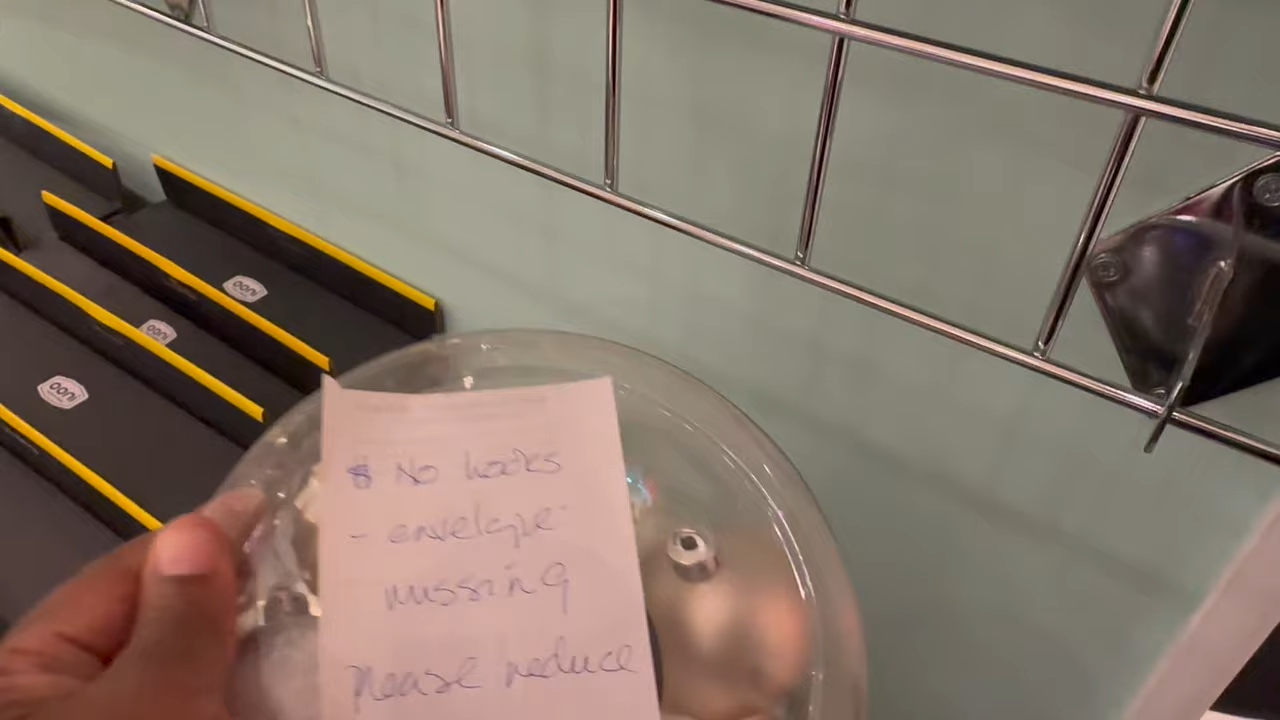 ooni
ooni
ooni
$ No hooks
- envelope
missing
please reduce